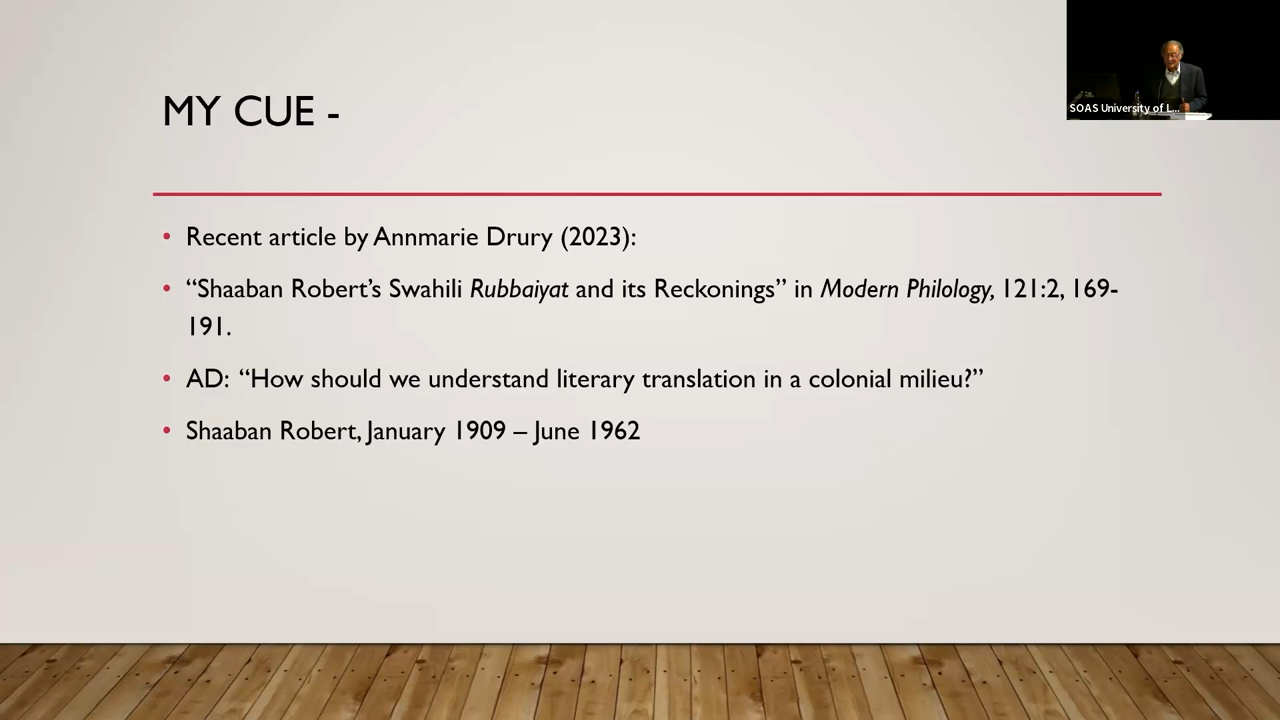 SOAS University of L...
MY CUE -
• Recent article by Annmarie Drury (2023):
• “Shaaban Robert’s Swahili Rubbaiyat and its Reckonings” in Modern Philology, 121:2, 169-
191.
• AD: “How should we understand literary translation in a colonial milieu?”
• Shaaban Robert, January 1909 – June 1962